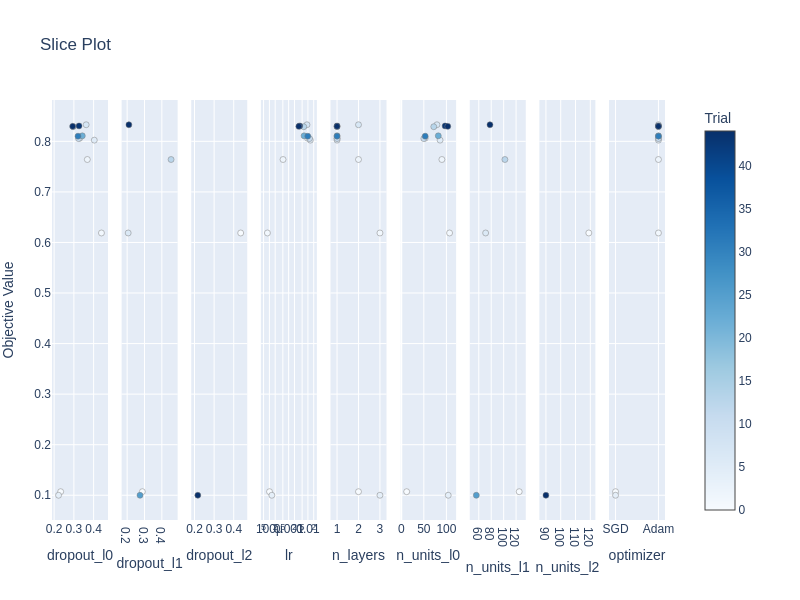 Slice Plot
Trial
Objective Value
0.8
0.7
0.6
0.5
0.4
0.3
0.2
0.1
40
35
30
25
20
15
10
5
0
0.2 0.3 0.4
0.2 0.3 0.4
0.2 0.3 0.4
1 2 3
0 50 100
60 80 100 120
90 100 110 120
SGD Adam
dropout_l0
dropout_l1
dropout_l2
lr
n_layers
n_units_l0
n_units_l1
n_units_l2
optimizer